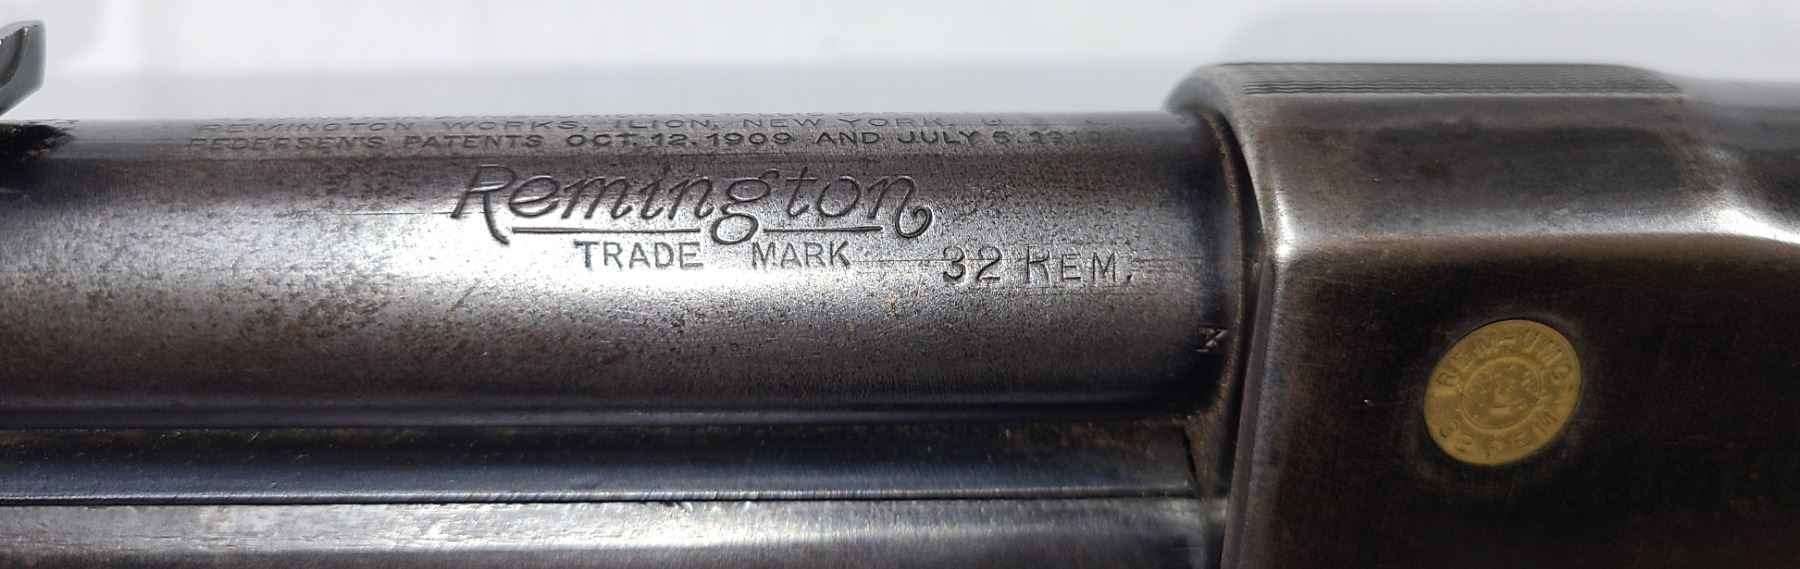 REMINGTON WORKS, ILION, NEW YORK, U. S.
PEDERSEN'S PATENTS OCT. 12. 1909 AND JULY 5.
Remington
TRADE MARK
32 REM.
K
REM-UMC
32 REM